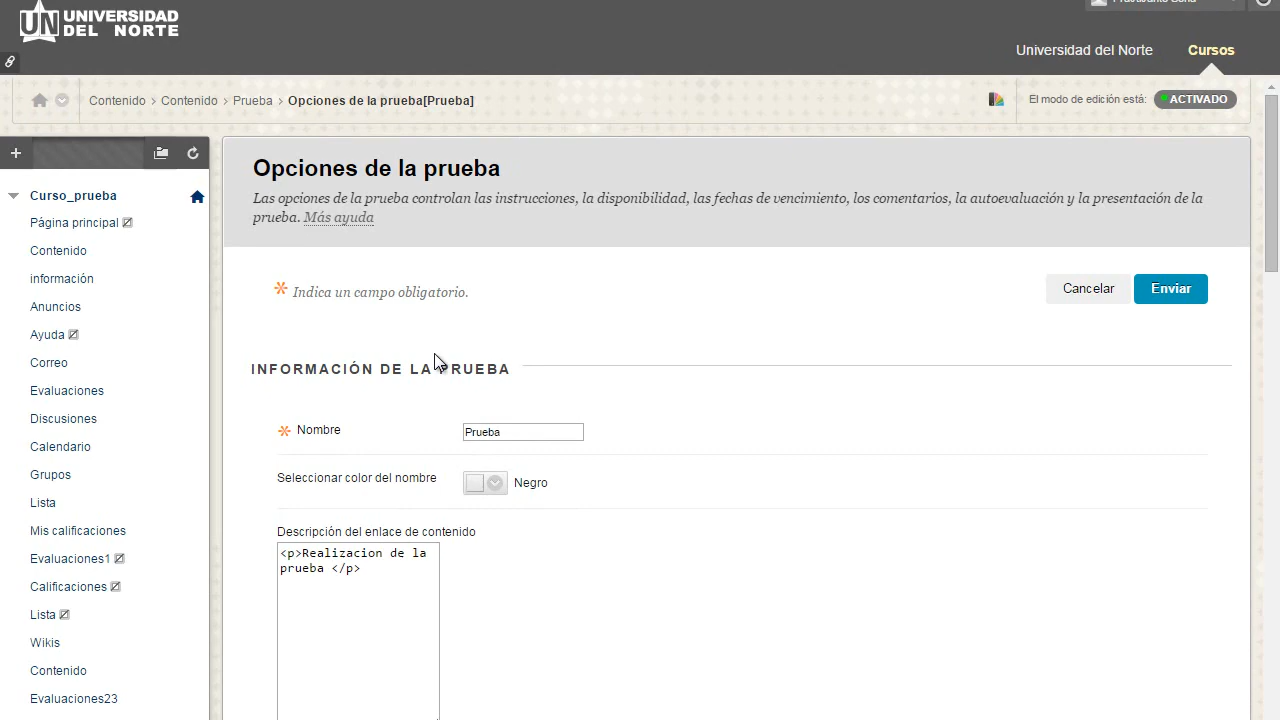 UN UNIVERSIDAD
DEL NORTE
Universidad del Norte
Cursos
Contenido > Contenido > Prueba > Opciones de la prueba[Prueba]
El modo de edición está:
ACTIVADO
Curso_prueba
Página principal
Contenido
información
Anuncios
Ayuda
Correo
Evaluaciones
Discusiones
Calendario
Grupos
Lista
Mis calificaciones
Evaluaciones1
Calificaciones
Lista
Wikis
Contenido
Evaluaciones23
Opciones de la prueba
Las opciones de la prueba controlan las instrucciones, la disponibilidad, las fechas de vencimiento, los comentarios, la autoevaluación y la presentación de la
prueba. Más ayuda
Indica un campo obligatorio.
Cancelar
Enviar
INFORMACIÓN DE LA PRUEBA
Nombre
Prueba
Seleccionar color del nombre
Negro
Descripción del enlace de contenido
<p>Realizacion de la
prueba </p>